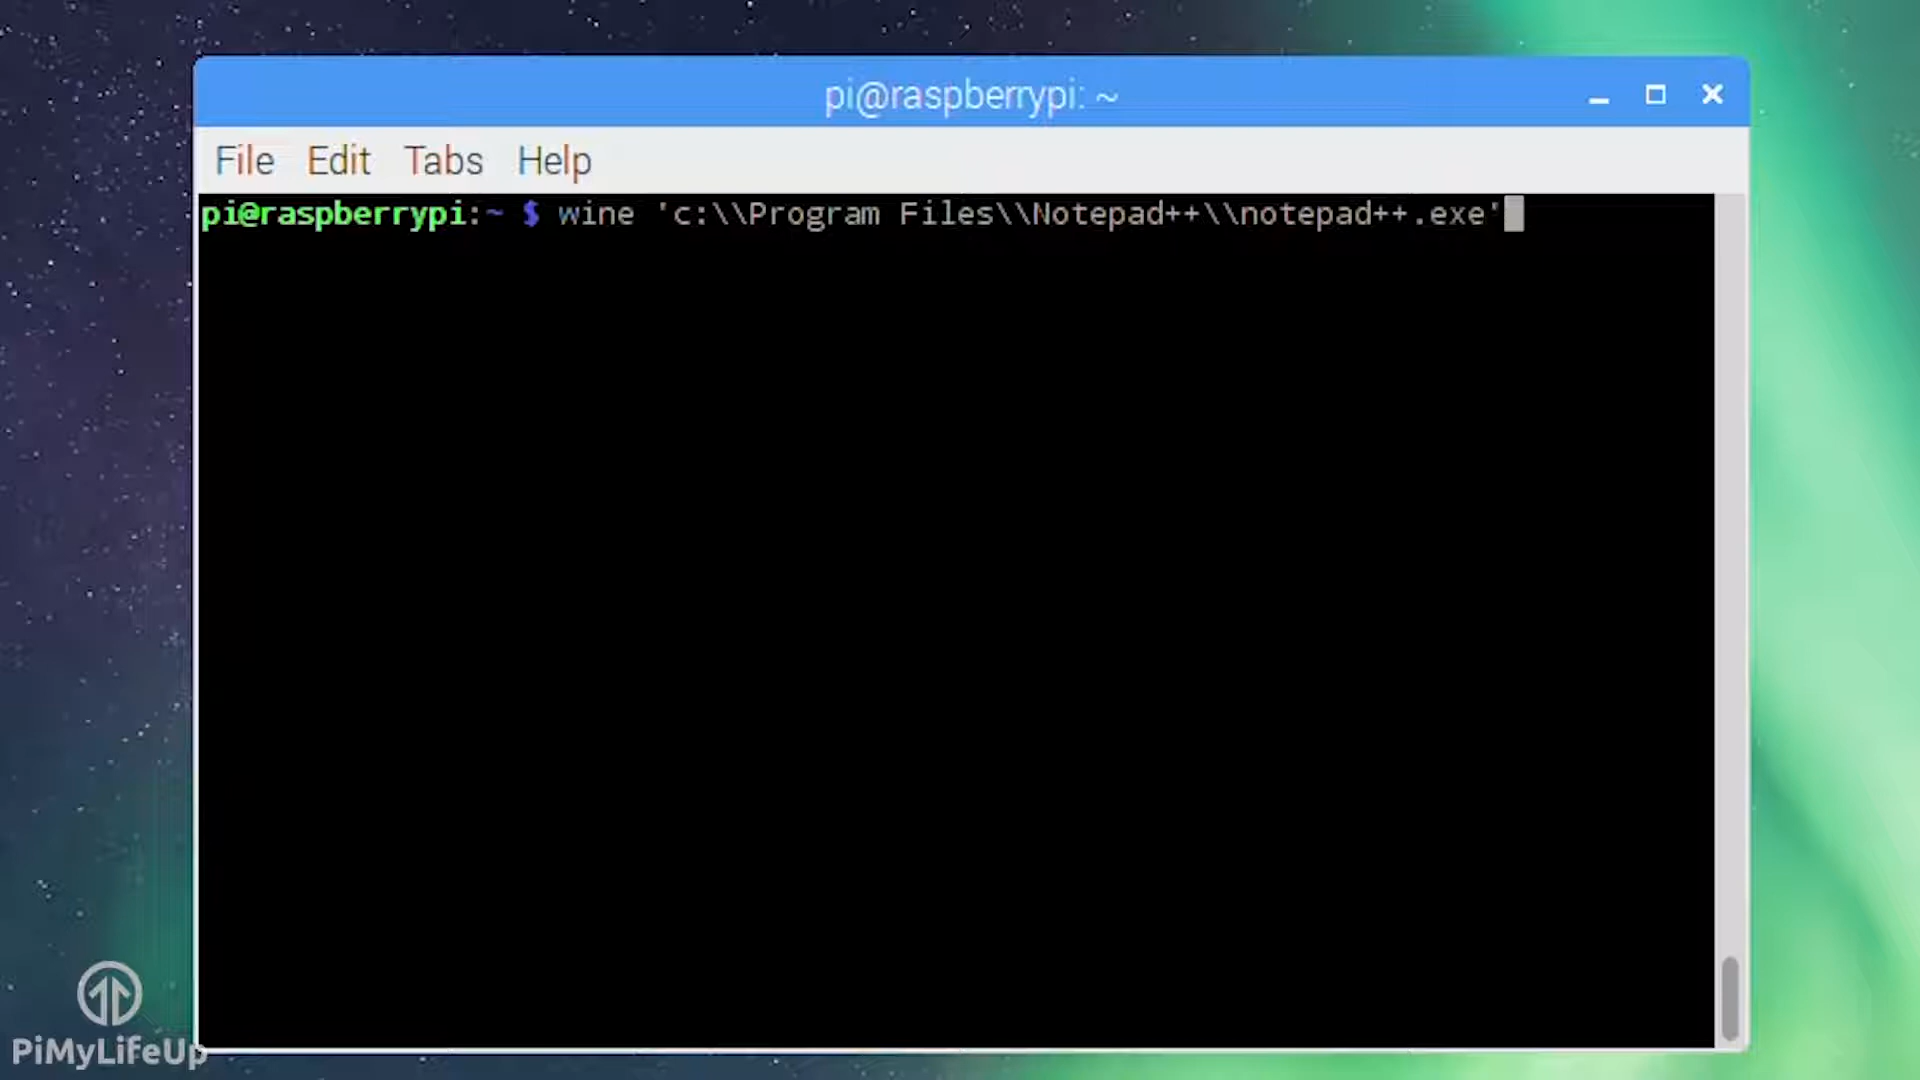 pi@raspberrypi: ~
File Edit Tabs Help
pi@raspberrypi:~ $ wine 'c:\\Program Files\\Notepad++\\notepad++.exe'
PiMyLifeUp